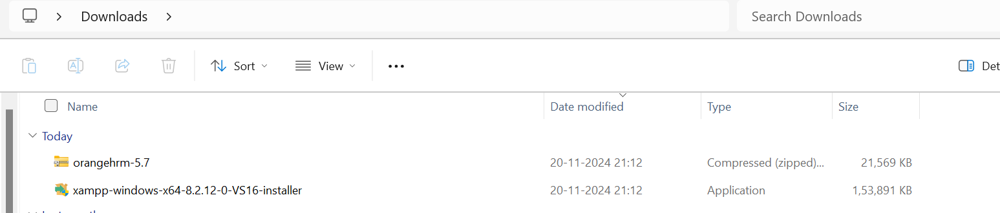 Downloads
Search Downloads
Sort
View
Det
Name Date modified Type Size
Today
orangehrm-5.7 20-11-2024 21:12 Compressed (zipped)... 21,569 KB
xampp-windows-x64-8.2.12-0-VS16-installer 20-11-2024 21:12 Application 1,53,891 KB